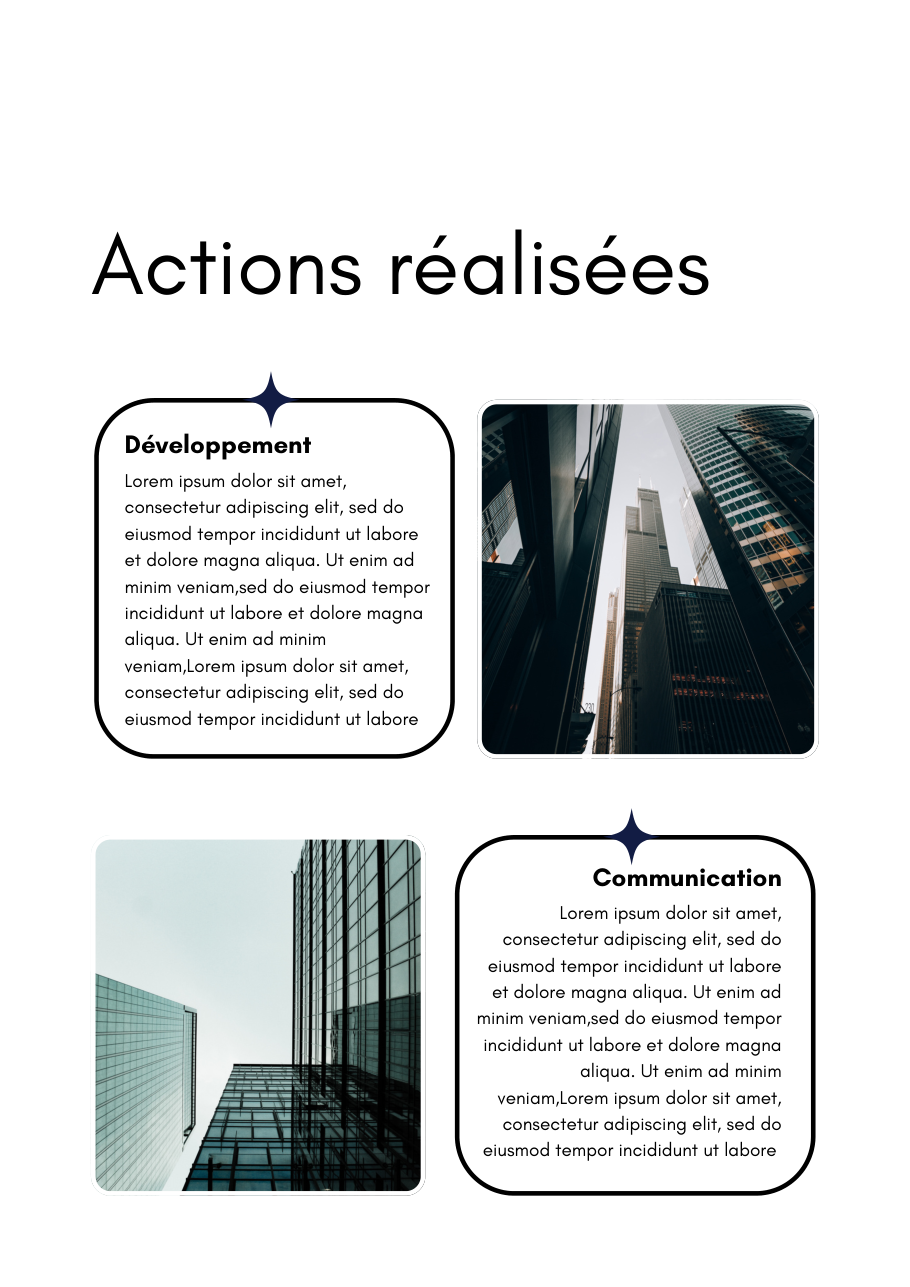 Actions réalisées
Développement
Lorem ipsum dolor sit amet,
consectetur adipiscing elit, sed do
eiusmod tempor incididunt ut labore
et dolore magna aliqua. Ut enim ad
minim veniam,sed do eiusmod tempor
incididunt ut labore et dolore magna
aliqua. Ut enim ad minim
veniam,Lorem ipsum dolor sit amet,
consectetur adipiscing elit, sed do
eiusmod tempor incididunt ut labore
230
Communication
Lorem ipsum dolor sit amet,
consectetur adipiscing elit, sed do
eiusmod tempor incididunt ut labore
et dolore magna aliqua. Ut enim ad
minim veniam,sed do eiusmod tempor
incididunt ut labore et dolore magna
aliqua. Ut enim ad minim
veniam,Lorem ipsum dolor sit amet,
consectetur adipiscing elit, sed do
eiusmod tempor incididunt ut labore